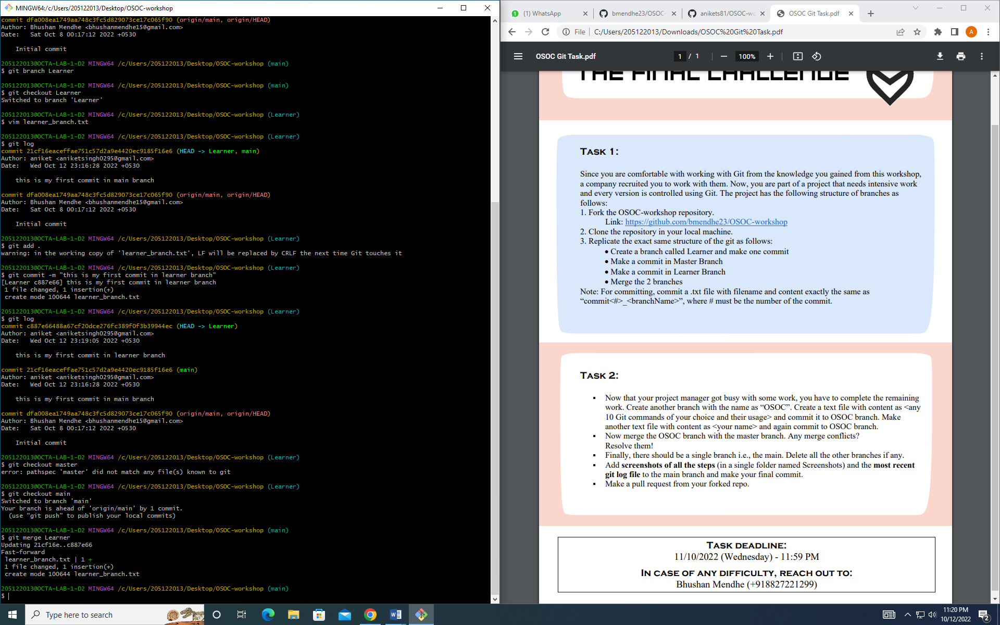 MINGW64:/c/Users/205122013/Desktop/OSOC-workshop
commit dfa008ea1749aa748c3fc5d829073ce17c065f90 (origin/main, origin/HEAD)
Author: Bhushan Mendhe <bhushanmendhe15@gmail.com>
Date:   Sat Oct 8 00:17:12 2022 +0530
Initial commit
205122013@OCTA-LAB-1-D2 MINGW64 /c/Users/205122013/Desktop/OSOC-workshop (main)
$ git branch Learner
205122013@OCTA-LAB-1-D2 MINGW64 /c/Users/205122013/Desktop/OSOC-workshop (main)
$ git checkout Learner
Switched to branch 'Learner'
205122013@OCTA-LAB-1-D2 MINGW64 /c/Users/205122013/Desktop/OSOC-workshop (Learner)
$ vim learner_branch.txt
205122013@OCTA-LAB-1-D2 MINGW64 /c/Users/205122013/Desktop/OSOC-workshop (Learner)
$ git log
commit 21cf16eaceffae751c57d2a9e4420ec9185f16e6 (HEAD -> Learner, main)
Author: aniket <aniketsingh0295@gmail.com>
Date:   Wed Oct 12 23:16:28 2022 +0530
this is my first commit in main branch
commit dfa008ea1749aa748c3fc5d829073ce17c065f90 (origin/main, origin/HEAD)
Author: Bhushan Mendhe <bhushanmendhe15@gmail.com>
Date:   Sat Oct 8 00:17:12 2022 +0530
Initial commit
205122013@OCTA-LAB-1-D2 MINGW64 /c/Users/205122013/Desktop/OSOC-workshop (Learner)
$ git add .
warning: in the working copy of 'learner_branch.txt', LF will be replaced by CRLF the next time Git touches it
205122013@OCTA-LAB-1-D2 MINGW64 /c/Users/205122013/Desktop/OSOC-workshop (Learner)
$ git commit -m "this is my first commit in learner branch"
[Learner c887e66] this is my first commit in learner branch
1 file changed, 1 insertion(+)
create mode 100644 learner_branch.txt
205122013@OCTA-LAB-1-D2 MINGW64 /c/Users/205122013/Desktop/OSOC-workshop (Learner)
$ git log
commit c887e66488a67cf20dce276fc389f0f3b39944ec (HEAD -> Learner)
Author: aniket <aniketsingh0295@gmail.com>
Date:   Wed Oct 12 23:19:05 2022 +0530
this is my first commit in learner branch
commit 21cf16eaceffae751c57d2a9e4420ec9185f16e6 (main)
Author: aniket <aniketsingh0295@gmail.com>
Date:   Wed Oct 12 23:16:28 2022 +0530
this is my first commit in main branch
commit dfa008ea1749aa748c3fc5d829073ce17c065f90 (origin/main, origin/HEAD)
Author: Bhushan Mendhe <bhushanmendhe15@gmail.com>
Date:   Sat Oct 8 00:17:12 2022 +0530
Initial commit
205122013@OCTA-LAB-1-D2 MINGW64 /c/Users/205122013/Desktop/OSOC-workshop (Learner)
$ git checkout master
error: pathspec 'master' did not match any file(s) known to git
205122013@OCTA-LAB-1-D2 MINGW64 /c/Users/205122013/Desktop/OSOC-workshop (Learner)
$ git checkout main
Switched to branch 'main'
Your branch is ahead of 'origin/main' by 1 commit.
(use "git push" to publish your local commits)
205122013@OCTA-LAB-1-D2 MINGW64 /c/Users/205122013/Desktop/OSOC-workshop (main)
$ git merge Learner
Updating 21cf16e..c887e66
Fast-forward
learner_branch.txt | 1 +
1 file changed, 1 insertion(+)
create mode 100644 learner_branch.txt
205122013@OCTA-LAB-1-D2 MINGW64 /c/Users/205122013/Desktop/OSOC-workshop (main)
$
(1) WhatsApp
bmendhe23/OSOC-
anikets81/OSOC-wo
OSOC Git Task.pdf
File
C:/Users/205122013/Downloads/OSOC%20Git%20Task.pdf
A
OSOC Git Task.pdf
1 / 1
100%
THE FINAL CHALLENGE
TASK 1:
Since you are comfortable with working with Git from the knowledge you gained from this workshop,
a company recruited you to work with them. Now, you are part of a project that needs intensive work
and every version is controlled using Git. The project has the following structure of branches as
follows:
1. Fork the OSOC-workshop repository.
Link: https://github.com/bmendhe23/OSOC-workshop
2. Clone the repository in your local machine.
3. Replicate the exact same structure of the git as follows:
• Create a branch called Learner and make one commit
• Make a commit in Master Branch
• Make a commit in Learner Branch
• Merge the 2 branches
Note: For committing, commit a .txt file with filename and content exactly the same as
“commit<#>_<branchName>”, where # must be the number of the commit.
TASK 2:
▪ Now that your project manager got busy with some work, you have to complete the remaining
work. Create another branch with the name as “OSOC”. Create a text file with content as <any
10 Git commands of your choice and their usage> and commit it to OSOC branch. Make
another text file with content as <your name> and again commit to OSOC branch.
▪ Now merge the OSOC branch with the master branch. Any merge conflicts?
Resolve them!
▪ Finally, there should be a single branch i.e., the main. Delete all the other branches if any.
▪ Add screenshots of all the steps (in a single folder named Screenshots) and the most recent
git log file to the main branch and make your final commit.
▪ Make a pull request from your forked repo.
TASK DEADLINE:
11/10/2022 (Wednesday) - 11:59 PM
IN CASE OF ANY DIFFICULTY, REACH OUT TO:
Bhushan Mendhe (+918827221299)
Type here to search
11:20 PM
10/12/2022
2